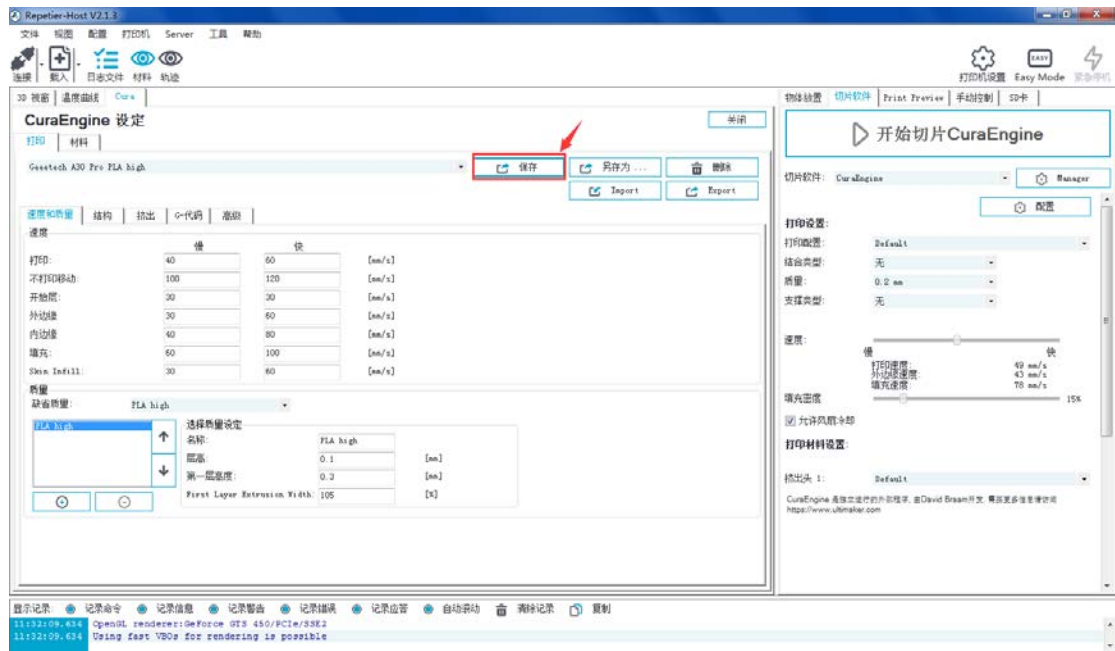 Repetier-Host V2.1.3
文件 视图 配置 打印机 Server 工具 帮助
连接 载入 日志文件 材料 轨迹 打印机设置 EASY Easy Mode 紧急停机
3D 视窗 温度曲线 Cura
物体放置 切片软件 Print Preview 手动控制 SD卡
CuraEngine 设定 关闭
打印 材料
Geeetech A30 Pro PLA high 保存 另存为 ... 删除
Import Export
速度和质量 结构 挤出 G-代码 高级
速度
慢 快
打印: 40 60 [mm/s]
不打印移动: 100 120 [mm/s]
开始层: 30 30 [mm/s]
外边缘 30 60 [mm/s]
内边缘 40 80 [mm/s]
填充: 60 100 [mm/s]
Skin Infill: 30 60 [mm/s]
质量
缺省质量: PLA high
PLA high
选择质量设定
名称: PLA high
层高: 0.1 [mm]
第一层高度: 0.3 [mm]
First Layer Extrusion Width: 105 [%]
开始切片CuraEngine
切片软件: CuraEngine Manager
配置
打印设置:
打印配置: Default
结合类型: 无
质量: 0.2 mm
支撑类型: 无
速度:
慢 快
打印速度: 49 mm/s
外边缘速度: 43 mm/s
填充速度: 78 mm/s
填充密度 15%
允许风扇冷却
打印材料设置:
挤出头 1: Default
CuraEngine 是独立运行的外部程序, 由David Braam开发, 需获更多信息请访问
https://www.ultimaker.com
显示记录: 记录命令 记录信息 记录警告 记录错误 记录应答 自动滚动 清除记录 复制
11:32:09.634 OpenGL renderer:GeForce GTS 450/PCIe/SSE2
11:32:09.634 Using fast VBOs for rendering is possible